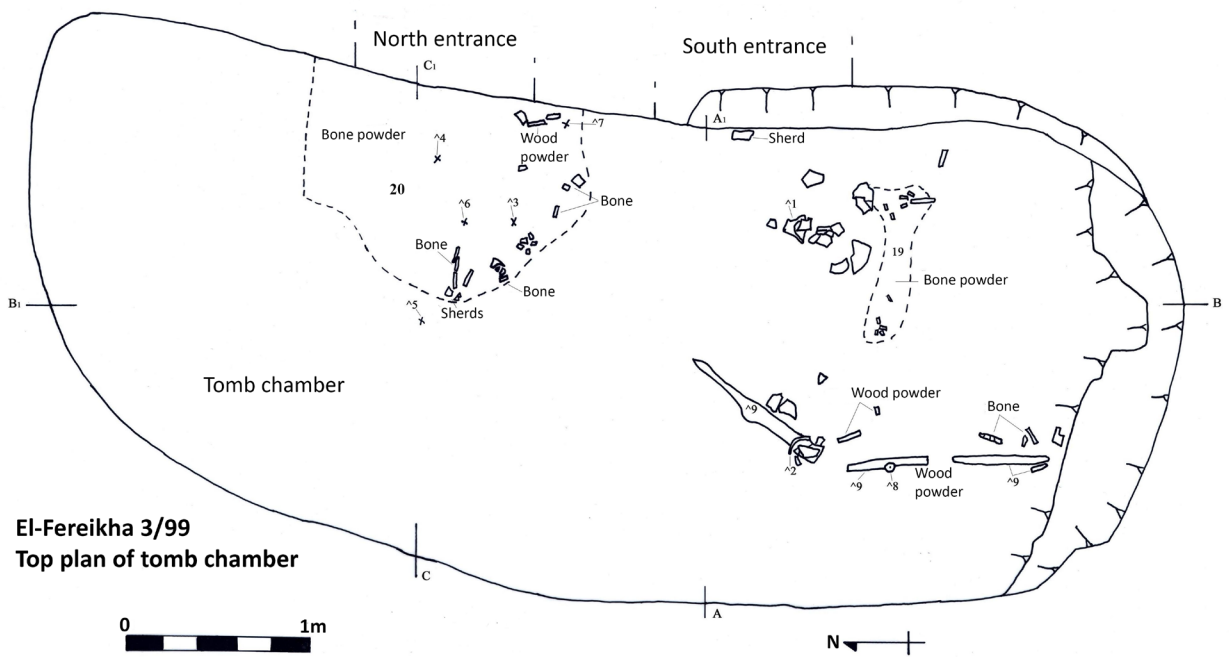 North entrance
South entrance
C1
A1
Bone powder
^4
^7
Wood
powder
Sherd
20
^6
^3
Bone
^1
Bone
19
Bone powder
Bone
B1
^5
Sherds
B
Tomb chamber
Wood powder
^9
Bone
^2
^9
^8
Wood
powder
^9
El-Fereikha 3/99
Top plan of tomb chamber
C
A
0
1m
N